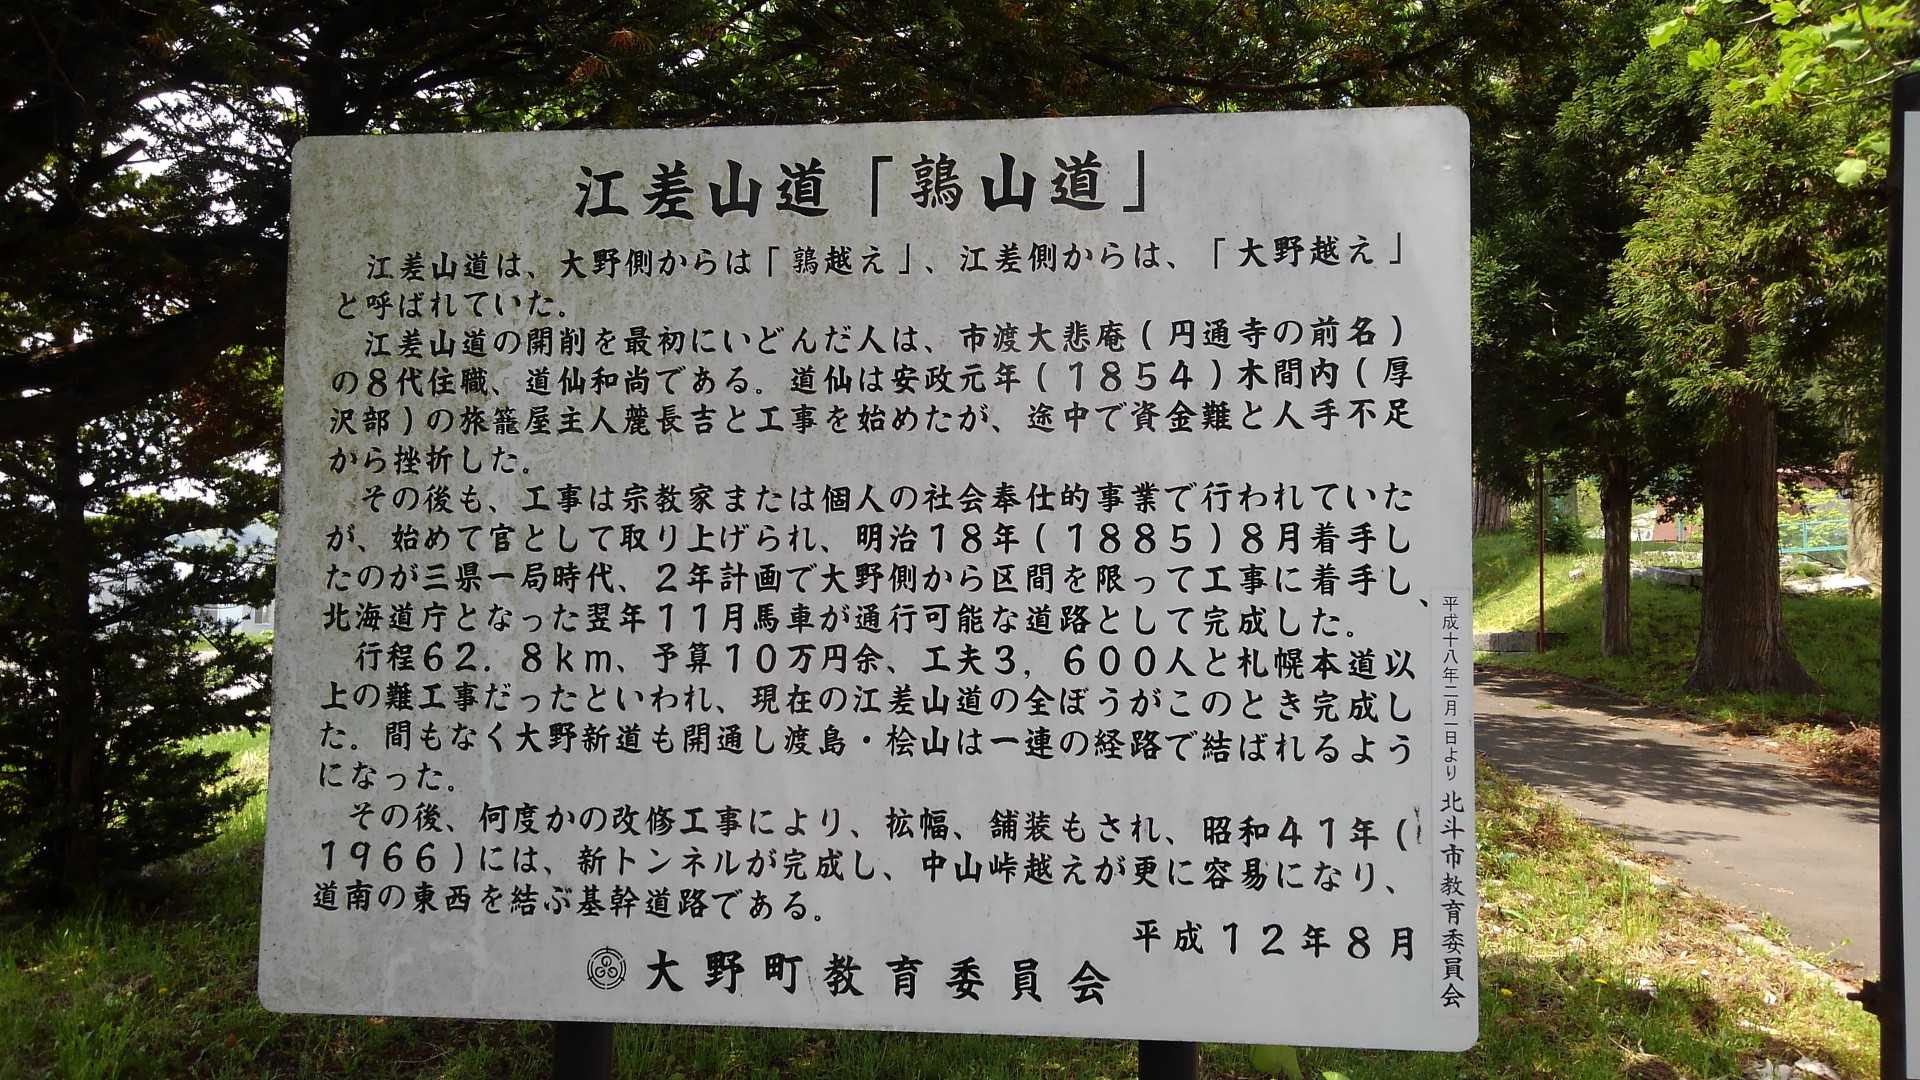 江差山道「鶉山道」
江差山道は、大野側からは「鶉越え」、江差側からは、「大野越え」
と呼ばれていた。
江差山道の開削を最初にいどんだ人は、市渡大悲庵(円通寺の前名)
の8代住職、道仙和尚である。道仙は安政元年(1854)木間内(厚
沢部)の旅籠屋主人麓長吉と工事を始めたが、途中で資金難と人手不足
から挫折した。
その後も、工事は宗教家または個人の社会奉仕的事業で行われていた
が、始めて官として取り上げられ、明治18年(1885)8月着手し
たのが三県一局時代、2年計画で大野側から区間を限って工事に着手し、
北海道庁となった翌年11月馬車が通行可能な道路として完成した。
行程62.8km、予算10万円余、工夫3,600人と札幌本道以
上の難工事だったといわれ、現在の江差山道の全ぼうがこのとき完成し
た。間もなく大野新道も開通し渡島・桧山は一連の経路で結ばれるよう
になった。
その後、何度かの改修工事により、拡幅、舗装もされ、昭和41年(
1966)には、新トンネルが完成し、中山峠越えが更に容易になり、
道南の東西を結ぶ基幹道路である。
平成12年8月
大野町教育委員会
平成十八年二月一日より 北斗市教育委員会